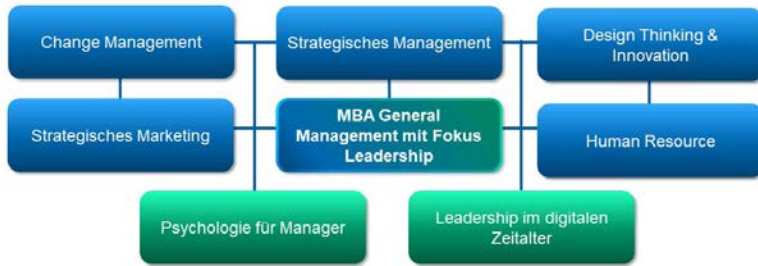 Change Management
Strategisches Management
Design Thinking &
Innovation
Strategisches Marketing
MBA General
Management mit Fokus
Leadership
Human Resource
Psychologie für Manager
Leadership im digitalen
Zeitalter